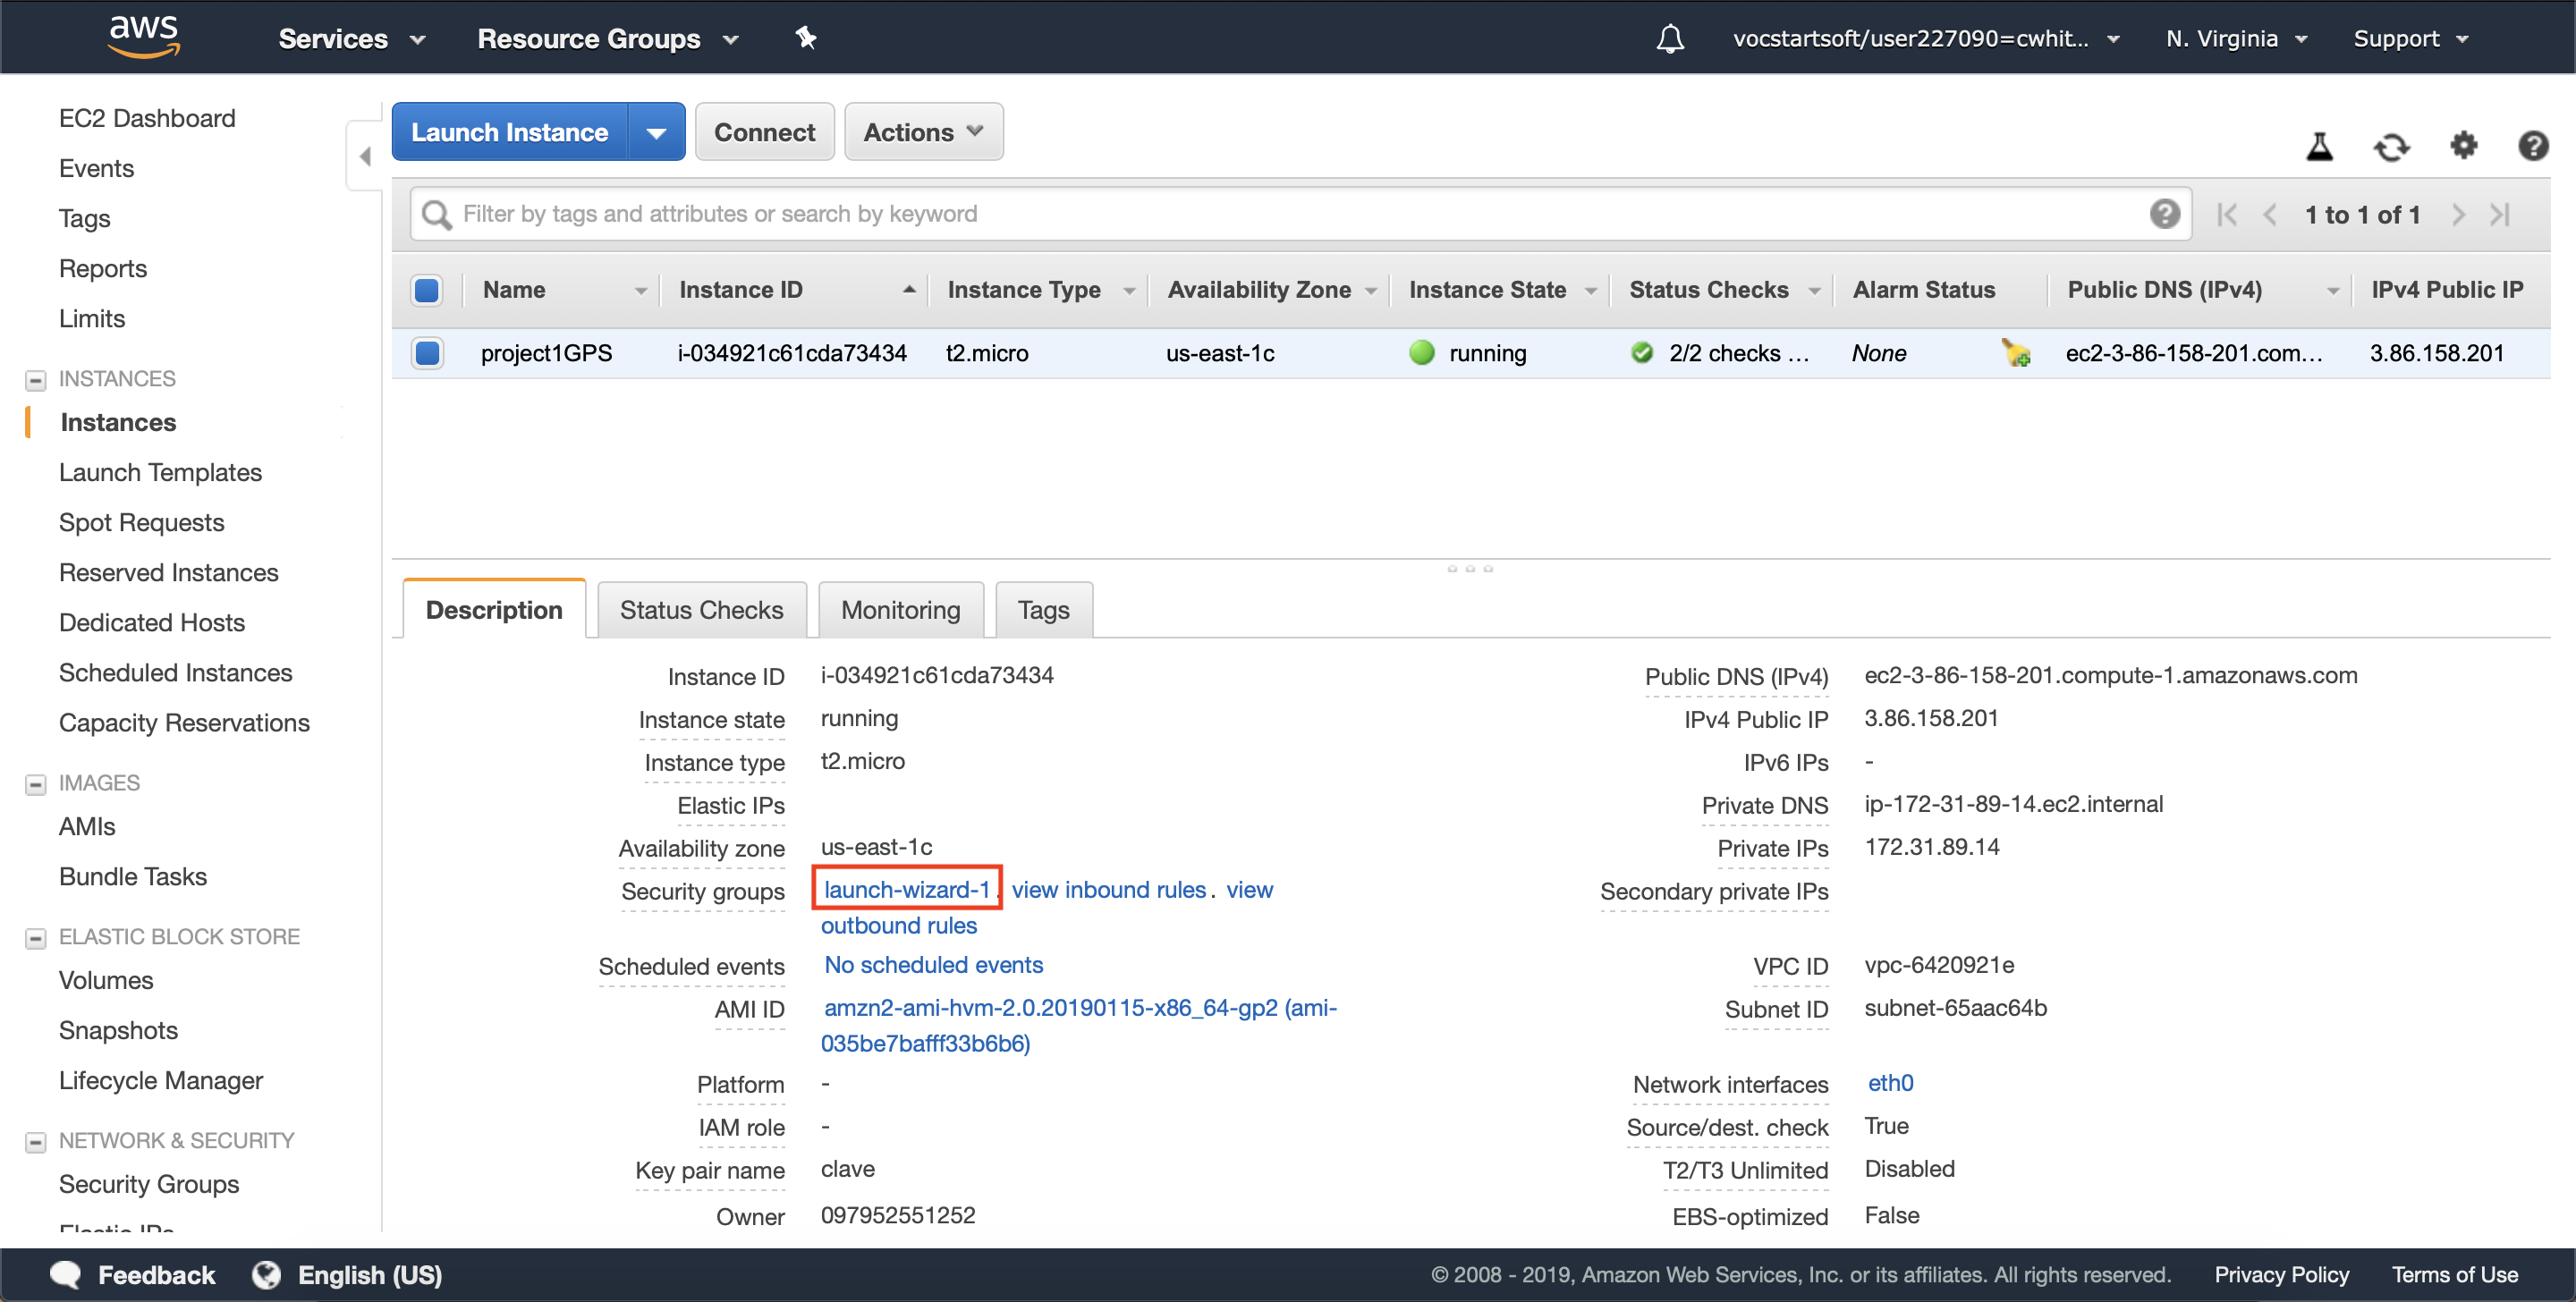 aws
Services
Resource Groups
vocstartsoft/user227090=cwhit...
N. Virginia
Support
EC2 Dashboard
Events
Tags
Reports
Limits
INSTANCES
Instances
Launch Templates
Spot Requests
Reserved Instances
Dedicated Hosts
Scheduled Instances
Capacity Reservations
IMAGES
AMIs
Bundle Tasks
ELASTIC BLOCK STORE
Volumes
Snapshots
Lifecycle Manager
NETWORK & SECURITY
Security Groups
Elastic IPs
Launch Instance
Connect
Actions
Filter by tags and attributes or search by keyword
1 to 1 of 1
Name Instance ID Instance Type Availability Zone Instance State Status Checks Alarm Status Public DNS (IPv4) IPv4 Public IP
project1GPS i-034921c61cda73434 t2.micro us-east-1c running 2/2 checks ... None ec2-3-86-158-201.com... 3.86.158.201
Description
Status Checks
Monitoring
Tags
Instance ID i-034921c61cda73434
Instance state running
Instance type t2.micro
Elastic IPs
Availability zone us-east-1c
Security groups launch-wizard-1. view inbound rules. view
outbound rules
Scheduled events No scheduled events
AMI ID amzn2-ami-hvm-2.0.20190115-x86_64-gp2 (ami-
035be7bafff33b6b6)
Platform -
IAM role -
Key pair name clave
Owner 097952551252
Public DNS (IPv4) ec2-3-86-158-201.compute-1.amazonaws.com
IPv4 Public IP 3.86.158.201
IPv6 IPs -
Private DNS ip-172-31-89-14.ec2.internal
Private IPs 172.31.89.14
Secondary private IPs
VPC ID vpc-6420921e
Subnet ID subnet-65aac64b
Network interfaces eth0
Source/dest. check True
T2/T3 Unlimited Disabled
EBS-optimized False
Feedback
English (US)
© 2008 - 2019, Amazon Web Services, Inc. or its affiliates. All rights reserved.
Privacy Policy
Terms of Use